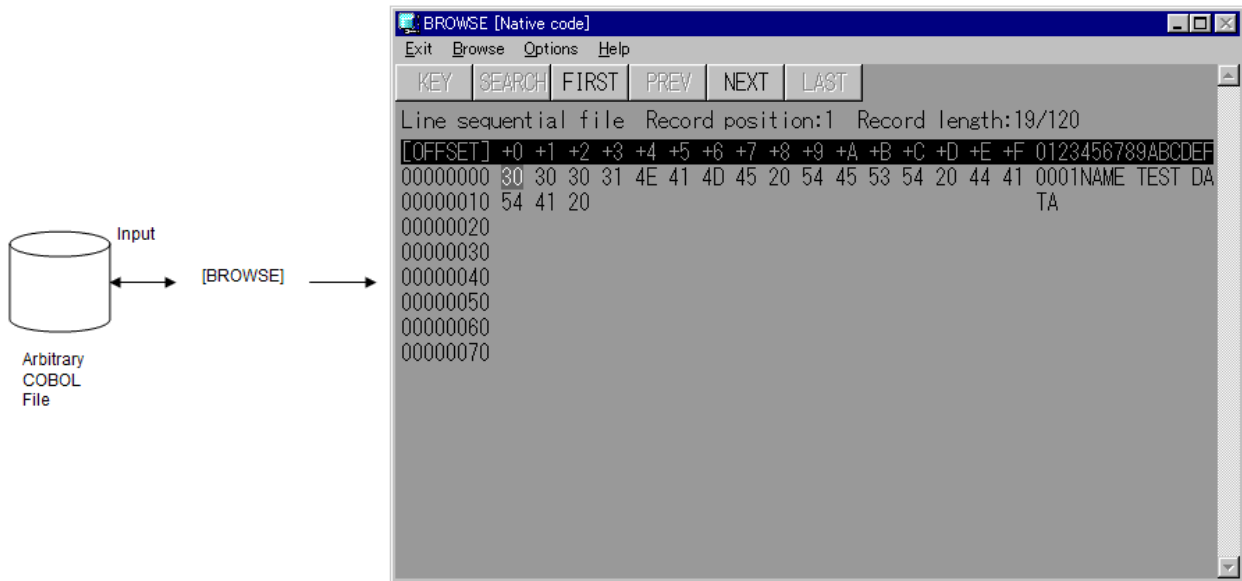 Input
[BROWSE]
Arbitrary
COBOL
File
BROWSE [Native code]
Exit Browse Options Help
KEY SEARCH FIRST PREV NEXT LAST
Line sequential file Record position:1 Record length:19/120
[OFFSET] +0 +1 +2 +3 +4 +5 +6 +7 +8 +9 +A +B +C +D +E +F 0123456789ABCDEF
00000000 30 30 30 31 4E 41 4D 45 20 54 45 53 54 20 44 41 0001NAME TEST DA
00000010 54 41 20 TA
00000020
00000030
00000040
00000050
00000060
00000070